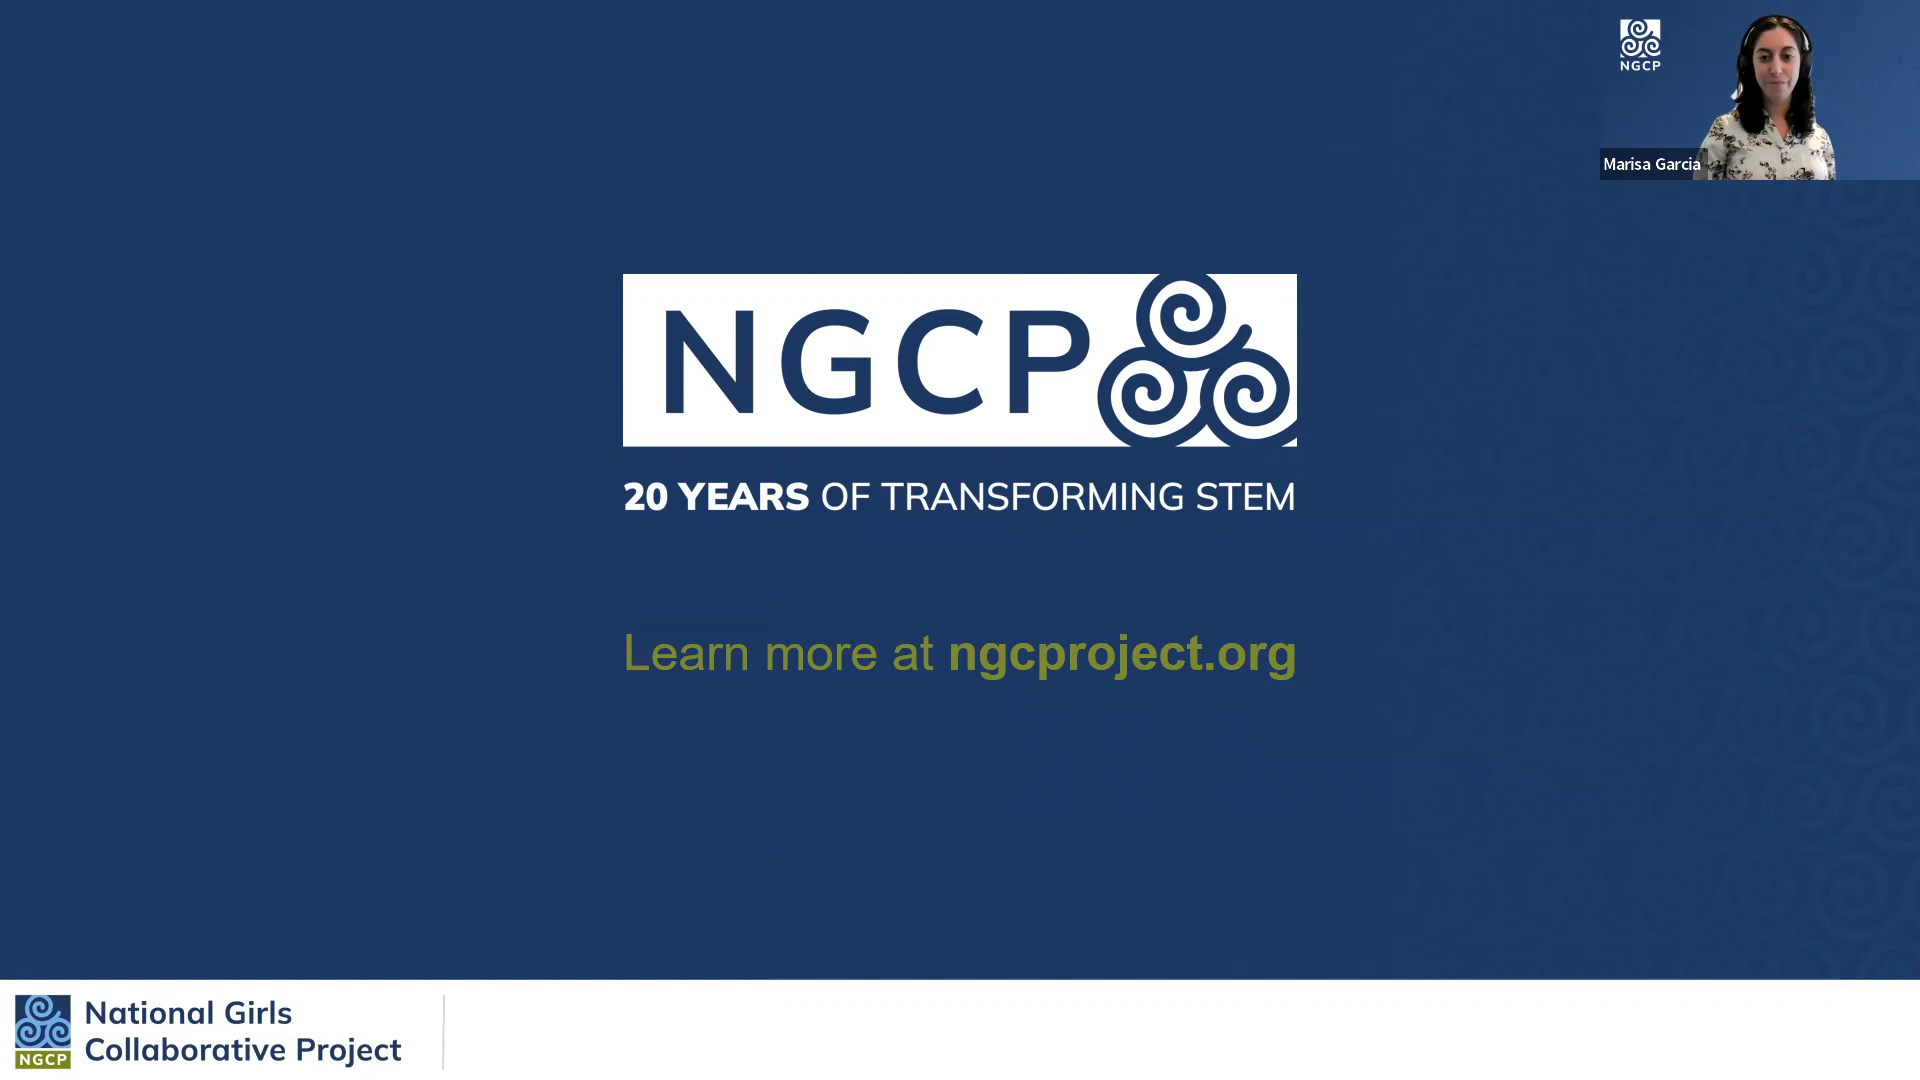 NGCP
Marisa Garcia
NGCP
20 YEARS OF TRANSFORMING STEM
Learn more at ngcproject.org
NGCP
National Girls
Collaborative Project